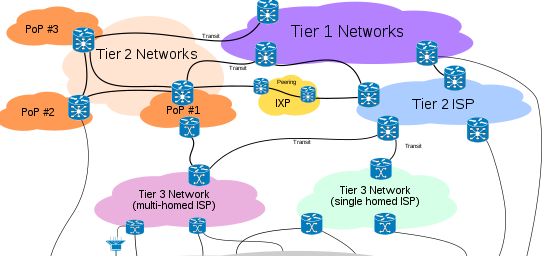 PoP #3
Tier 1 Networks
Transit
Tier 2 Networks
Transit
Peering
IXP
Tier 2 ISP
PoP #2
PoP #1
Transit
Transit
Tier 3 Network
(multi-homed ISP)
Tier 3 Network
(single homed ISP)